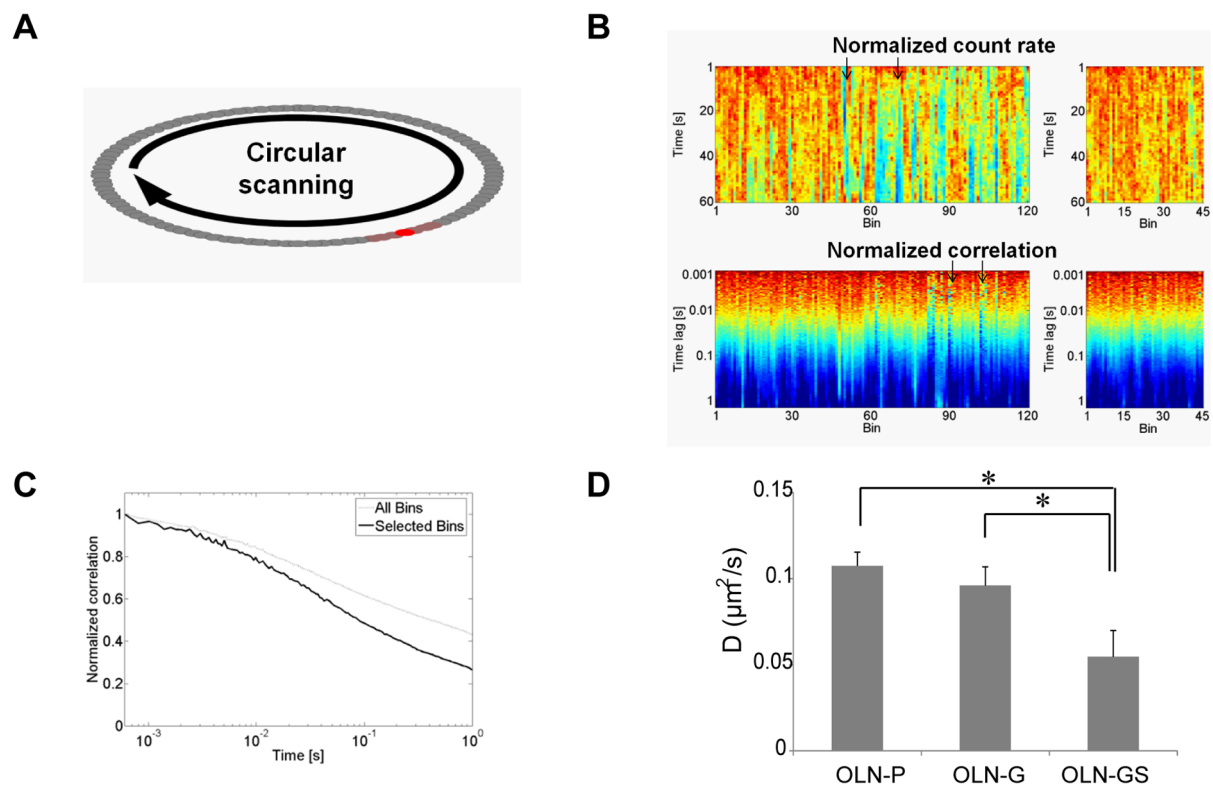 A
Circular
scanning
B
Normalized count rate
Time [s]
1
20
40
60
1 30 60 90 120
Bin
Time [s]
1
20
40
60
1 15 30 45
Bin
Normalized correlation
Time lag [s]
0.001
0.01
0.1
1
1 30 60 90 120
Bin
Time lag [s]
0.001
0.01
0.1
1
1 15 30 45
Bin
C
Normalized correlation
1
0.8
0.6
0.4
0.2
0
All Bins
Selected Bins
10⁻³ 10⁻² 10⁻¹ 10⁰
Time [s]
D
D (µm²/s)
0.15
0.1
0.05
0
*
*
OLN-P OLN-G OLN-GS